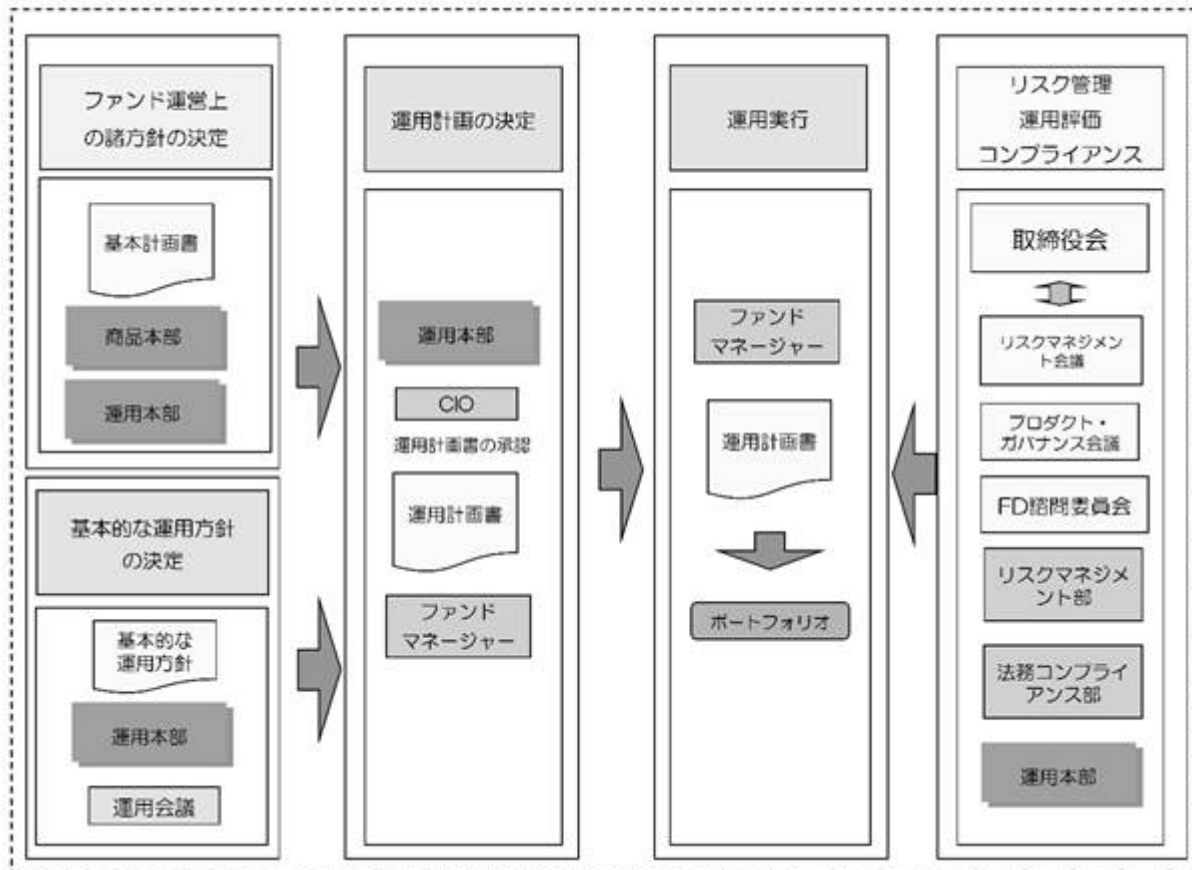 ファンド運営上
の諸方針の決定
基本計画書
商品本部
運用本部
基本的な運用方針
の決定
基本的な
運用方針
運用本部
運用会議
運用計画の決定
運用本部
CIO
運用計画書の承認
運用計画書
ファンド
マネージャー
運用実行
ファンド
マネージャー
運用計画書
ポートフォリオ
リスク管理
運用評価
コンプライアンス
取締役会
リスクマネジメン
ト会議
プロダクト・
ガバナンス会議
FD諮問委員会
リスクマネジメ
ント部
法務コンプライ
アンス部
運用本部